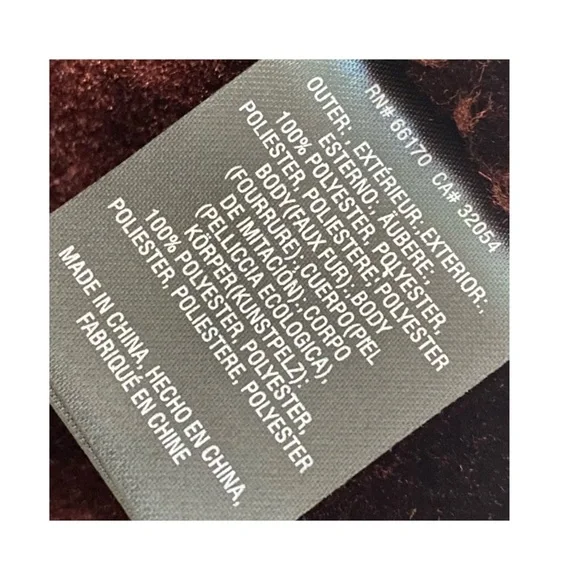 RN# 66170 CA# 32054
OUTER:, EXTÉRIEUR:, EXTERIOR:,
ESTERNO:, ÄUBERE:
100% POLYESTER, POLYESTER,
POLIESTER, POLIESTERE, POLYESTER
BODY(FAUX FUR); BODY
(FOURRURE); CUERPO(PIEL
DE IMITACIÓN); CORPO
(PELLICCIA ECOLOGICA),
KÖRPER(KUNSTPELZ):
100% POLYESTER, POLYESTER,
POLIESTER, POLIESTERE, POLYESTER
MADE IN CHINA, HECHO EN CHINA,
FABRIQUÉ EN CHINE